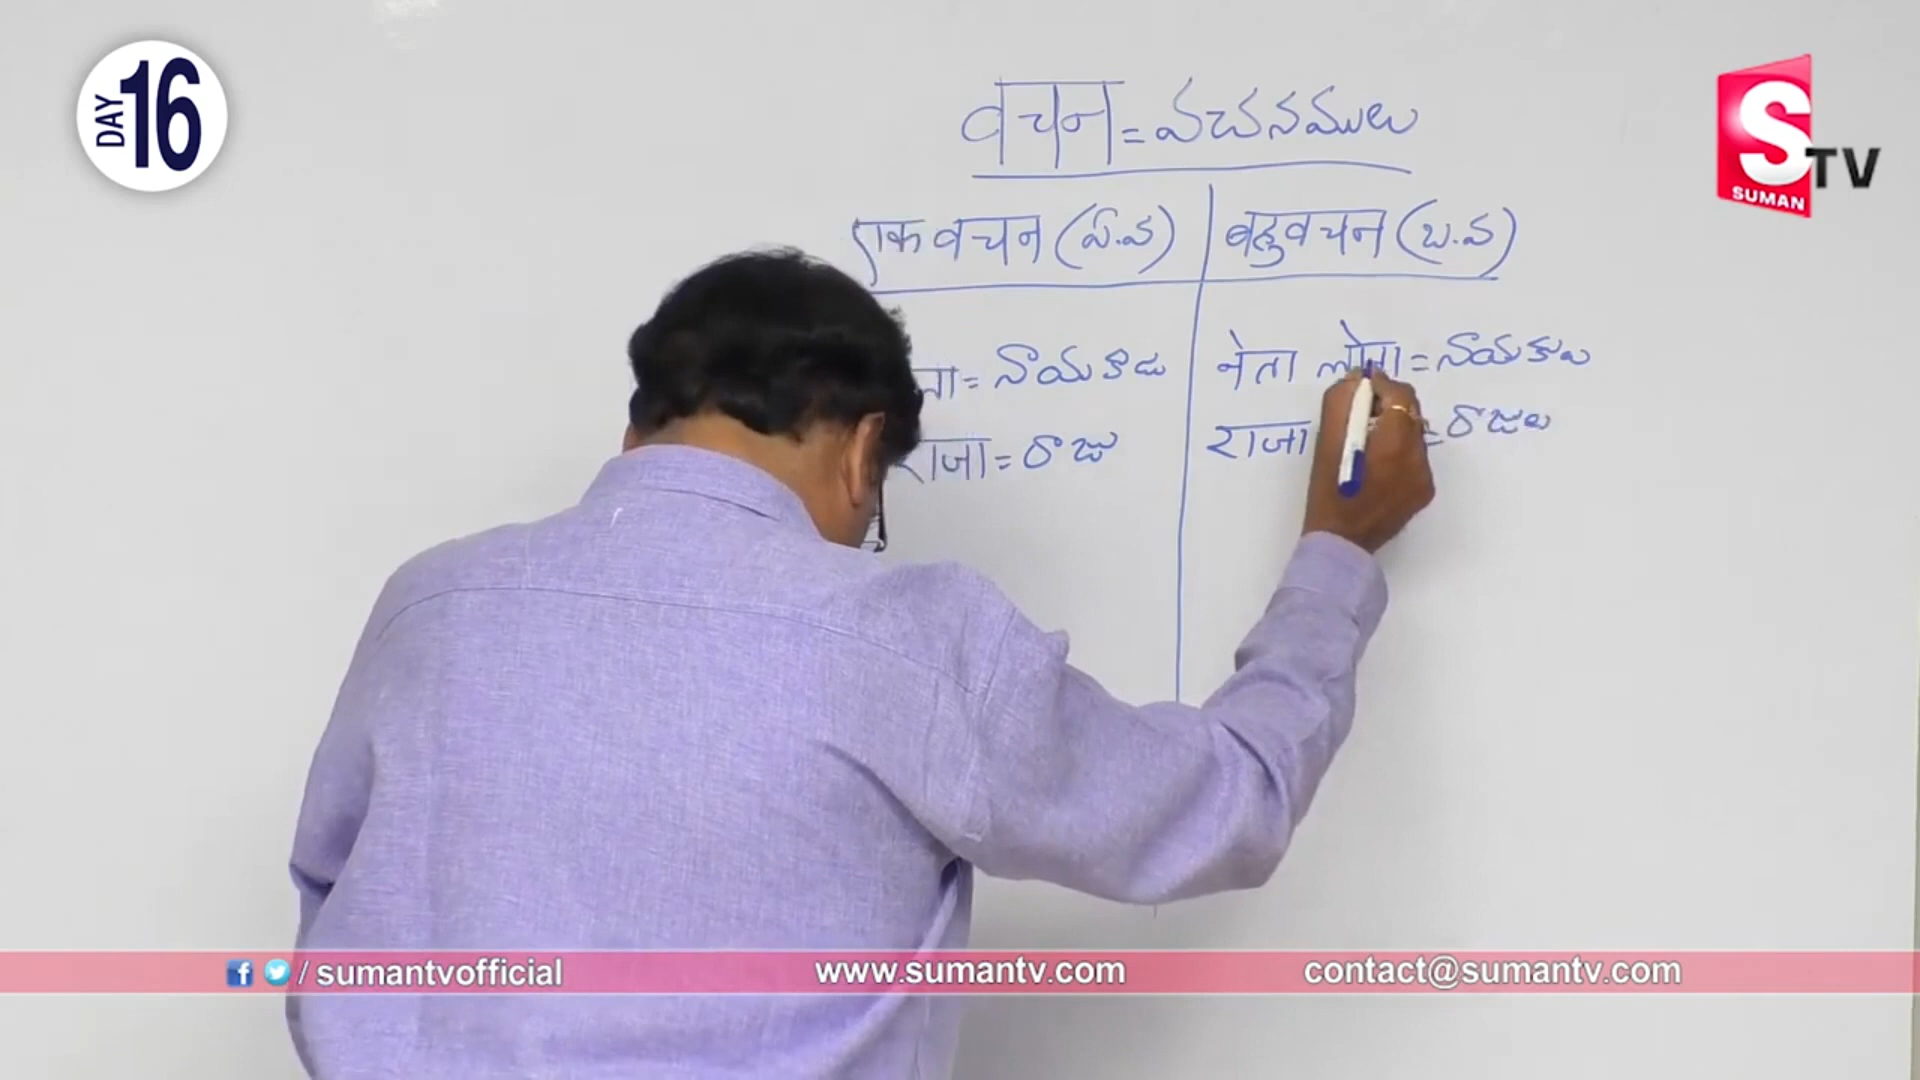 DAY 16
S TV
SUMAN
वचन = వచనములు
एकवचन (ఏ.వ) बहुवचन (బ.వ)
= నాయకుడు नेता लोग = నాయకులు
राजा = రాజు राजा = రాజులు
/ sumantvofficial www.sumantv.com contact@sumantv.com